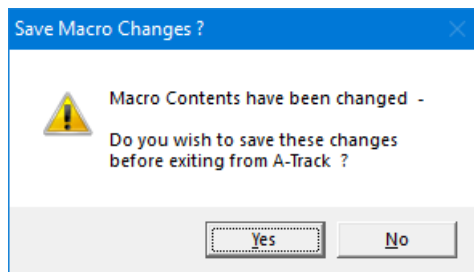 Save Macro Changes ?
Macro Contents have been changed  -
Do you wish to save these changes
before exiting from A-Track  ?
Yes
No